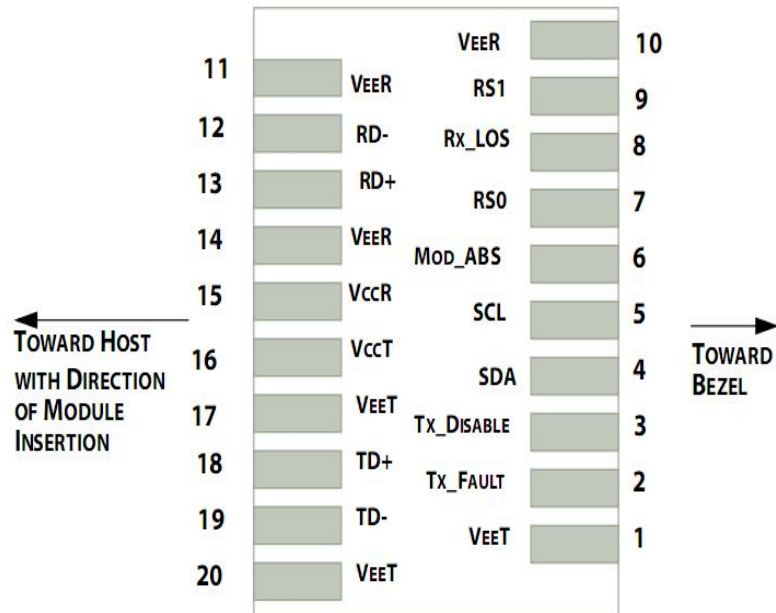 VEER 10
11 VEER
RS1 9
12 RD-
RX_LOS 8
13 RD+
RS0 7
14 VEER
MOD_ABS 6
15 VCCR
SCL 5
TOWARD HOST
WITH DIRECTION
OF MODULE
INSERTION
TOWARD
BEZEL
16 VCCT
SDA 4
17 VEET
TX_DISABLE 3
18 TD+
TX_FAULT 2
19 TD-
VEET 1
20 VEET